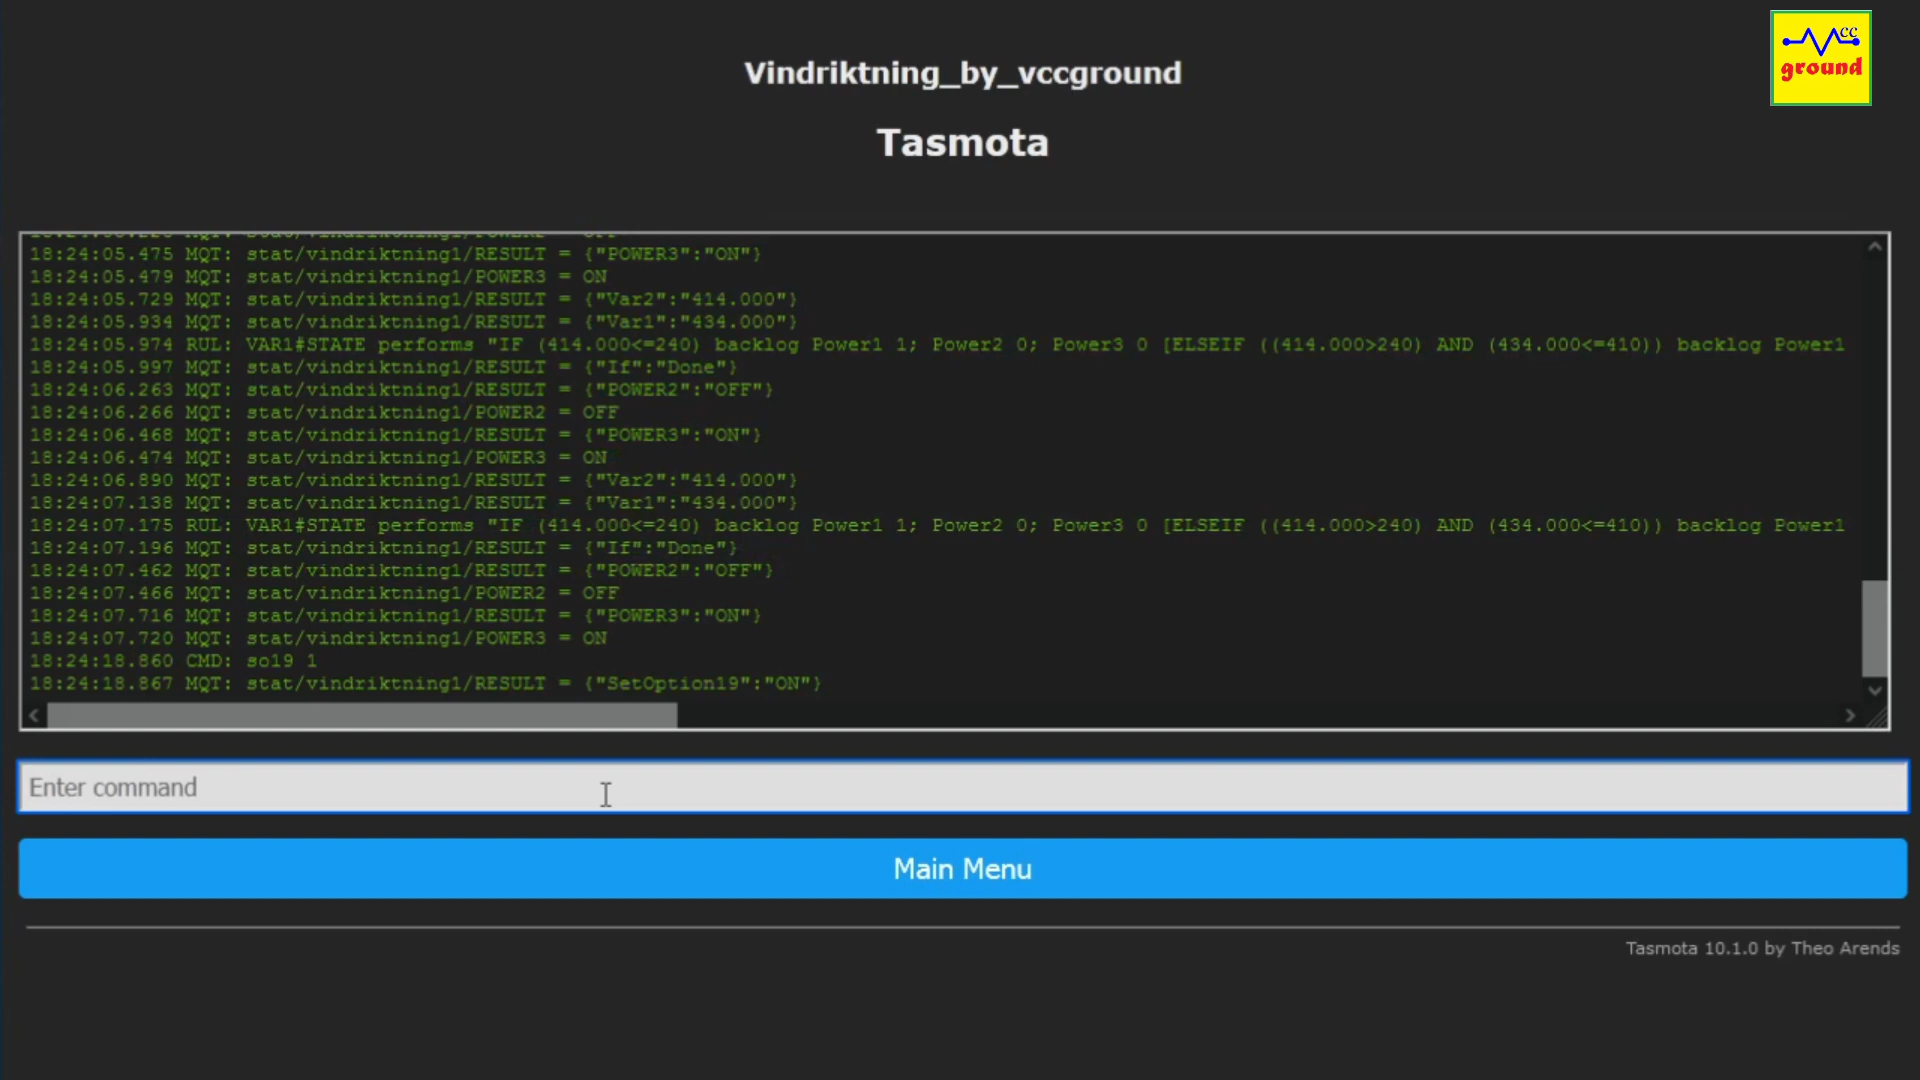 cc
ground
Vindriktning_by_vccground
Tasmota
18:24:05.475 MQT: stat/vindriktning1/RESULT = {"POWER3":"ON"}
18:24:05.479 MQT: stat/vindriktning1/POWER3 = ON
18:24:05.729 MQT: stat/vindriktning1/RESULT = {"Var2":"414.000"}
18:24:05.934 MQT: stat/vindriktning1/RESULT = {"Var1":"434.000"}
18:24:05.974 RUL: VAR1#STATE performs "IF (414.000<=240) backlog Power1 1; Power2 0; Power3 0 [ELSEIF ((414.000>240) AND (434.000<=410)) backlog Power1
18:24:05.997 MQT: stat/vindriktning1/RESULT = {"If":"Done"}
18:24:06.263 MQT: stat/vindriktning1/RESULT = {"POWER2":"OFF"}
18:24:06.266 MQT: stat/vindriktning1/POWER2 = OFF
18:24:06.468 MQT: stat/vindriktning1/RESULT = {"POWER3":"ON"}
18:24:06.474 MQT: stat/vindriktning1/POWER3 = ON
18:24:06.890 MQT: stat/vindriktning1/RESULT = {"Var2":"414.000"}
18:24:07.138 MQT: stat/vindriktning1/RESULT = {"Var1":"434.000"}
18:24:07.175 RUL: VAR1#STATE performs "IF (414.000<=240) backlog Power1 1; Power2 0; Power3 0 [ELSEIF ((414.000>240) AND (434.000<=410)) backlog Power1
18:24:07.196 MQT: stat/vindriktning1/RESULT = {"If":"Done"}
18:24:07.462 MQT: stat/vindriktning1/RESULT = {"POWER2":"OFF"}
18:24:07.466 MQT: stat/vindriktning1/POWER2 = OFF
18:24:07.716 MQT: stat/vindriktning1/RESULT = {"POWER3":"ON"}
18:24:07.720 MQT: stat/vindriktning1/POWER3 = ON
18:24:18.860 CMD: so19 1
18:24:18.867 MQT: stat/vindriktning1/RESULT = {"SetOption19":"ON"}
Enter command
Main Menu
Tasmota 10.1.0 by Theo Arends